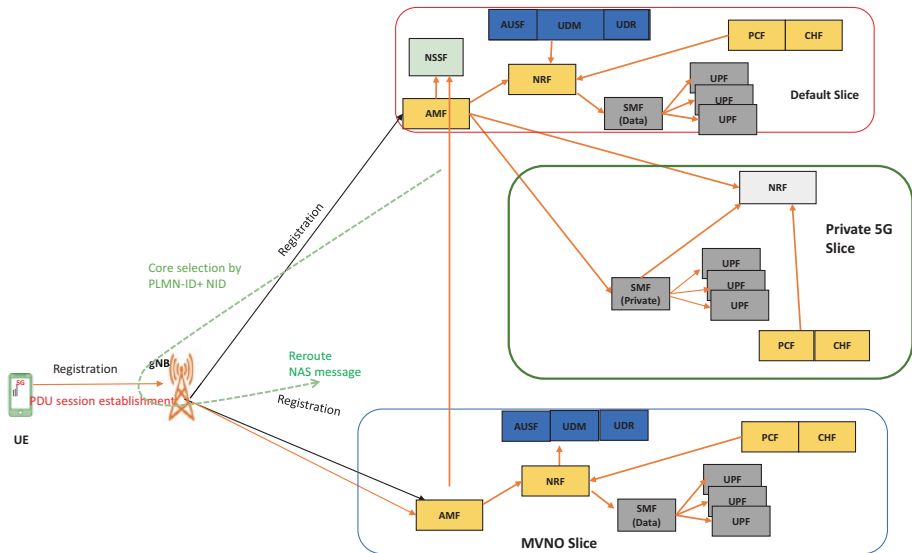 AUSF
UDM
UDR
PCF
CHF
NSSF
NRF
UPF
UPF
UPF
Default Slice
AMF
SMF
(Data)
NRF
Private 5G
Slice
Registration
Core selection by
PLMN-ID+ NID
SMF
(Private)
UPF
UPF
UPF
PCF
CHF
gNB
Registration
5G
PDU session establishment
UE
Reroute
NAS message
Registration
AUSF
UDM
UDR
PCF
CHF
NRF
UPF
UPF
UPF
AMF
SMF
(Data)
MVNO Slice